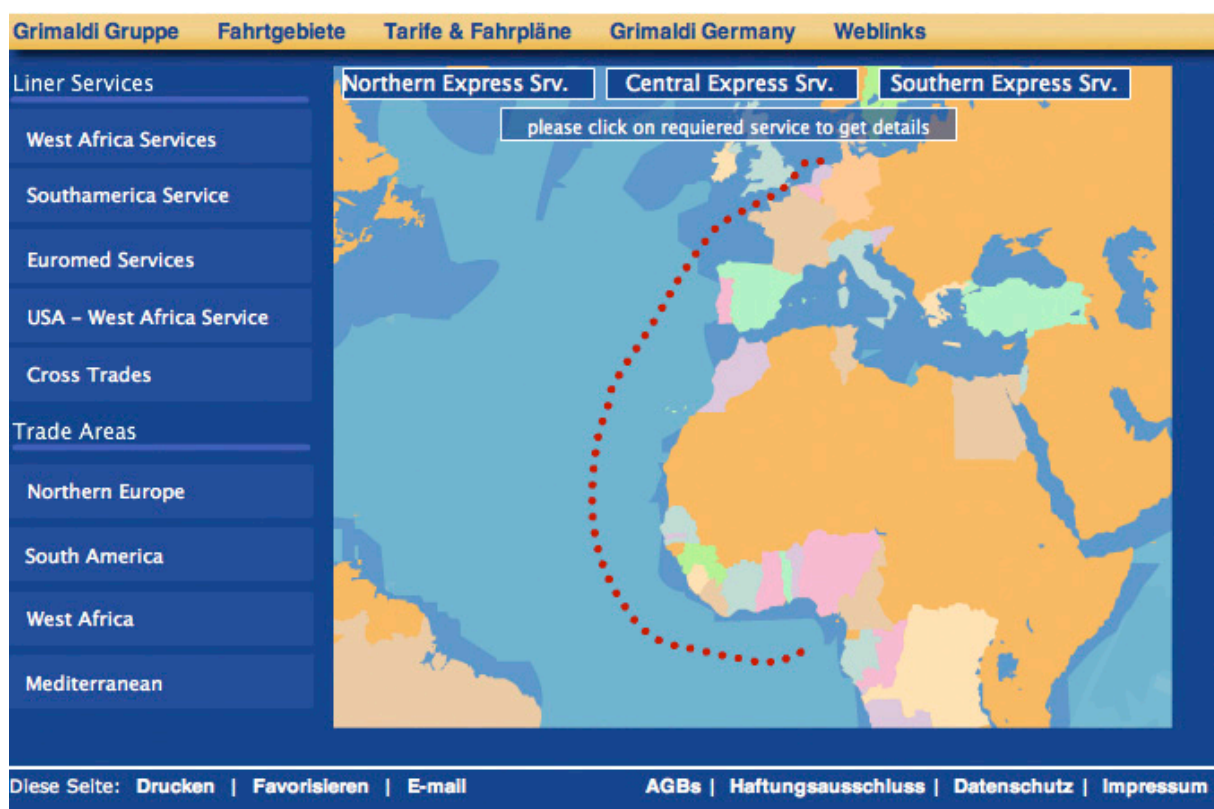 Grimaldi Gruppe Fahrtgebiete Tarife & Fahrpläne Grimaldi Germany Weblinks
Liner Services
West Africa Services
Southamerica Service
Euromed Services
USA – West Africa Service
Cross Trades
Trade Areas
Northern Europe
South America
West Africa
Mediterranean
Northern Express Srv. Central Express Srv. Southern Express Srv.
please click on requiered service to get details
Diese Seite: Drucken | Favorisieren | E-mail AGBs | Haftungsausschluss | Datenschutz | Impressum